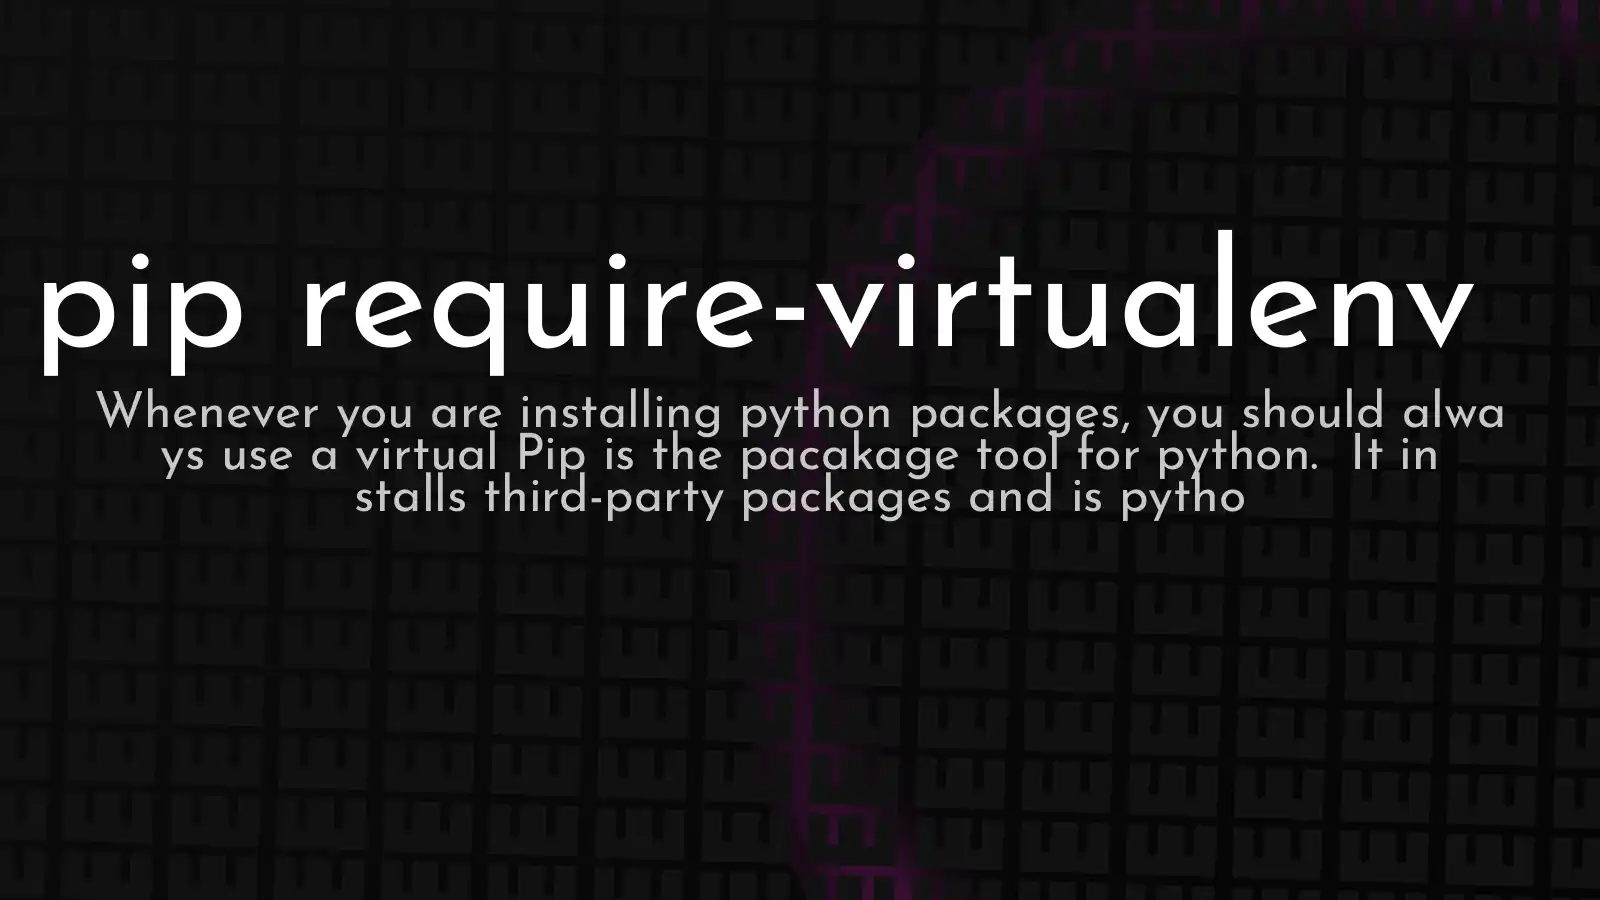 pip require-virtualenv
Whenever you are installing python packages, you should alwa
ys use a virtual Pip is the pacakage tool for python.  It in
stalls third-party packages and is pytho